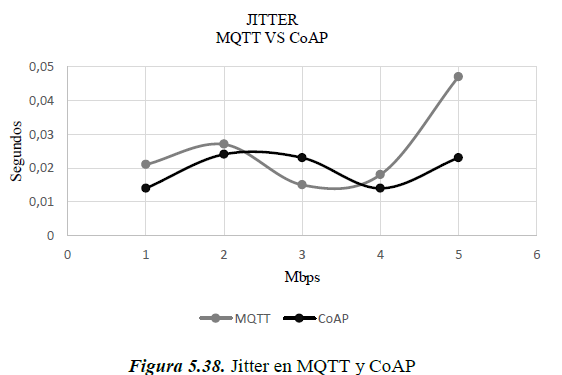 JITTER
MQTT VS CoAP
0,05
0,04
0,03
0,02
0,01
0
Segundos
0 1 2 3 4 5 6
Mbps
MQTT CoAP
Figura 5.38. Jitter en MQTT y CoAP